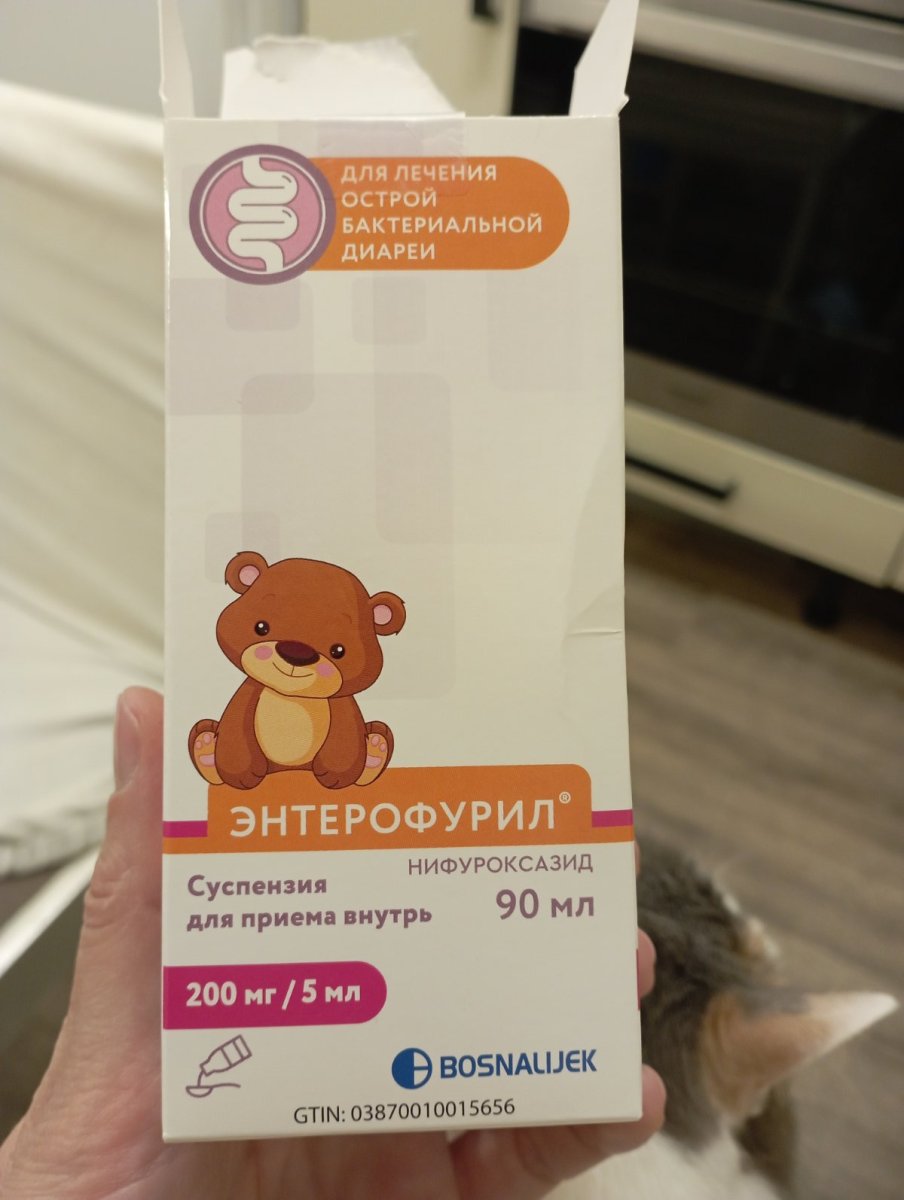 ДЛЯ ЛЕЧЕНИЯ
ОСТРОЙ
БАКТЕРИАЛЬНОЙ
ДИАРЕИ
ЭНТЕРОФУРИЛ®
НИФУРОКСАЗИД
Суспензия
для приема внутрь
90 мл
200 мг / 5 мл
BOSNALIJEK
GTIN: 03870010015656